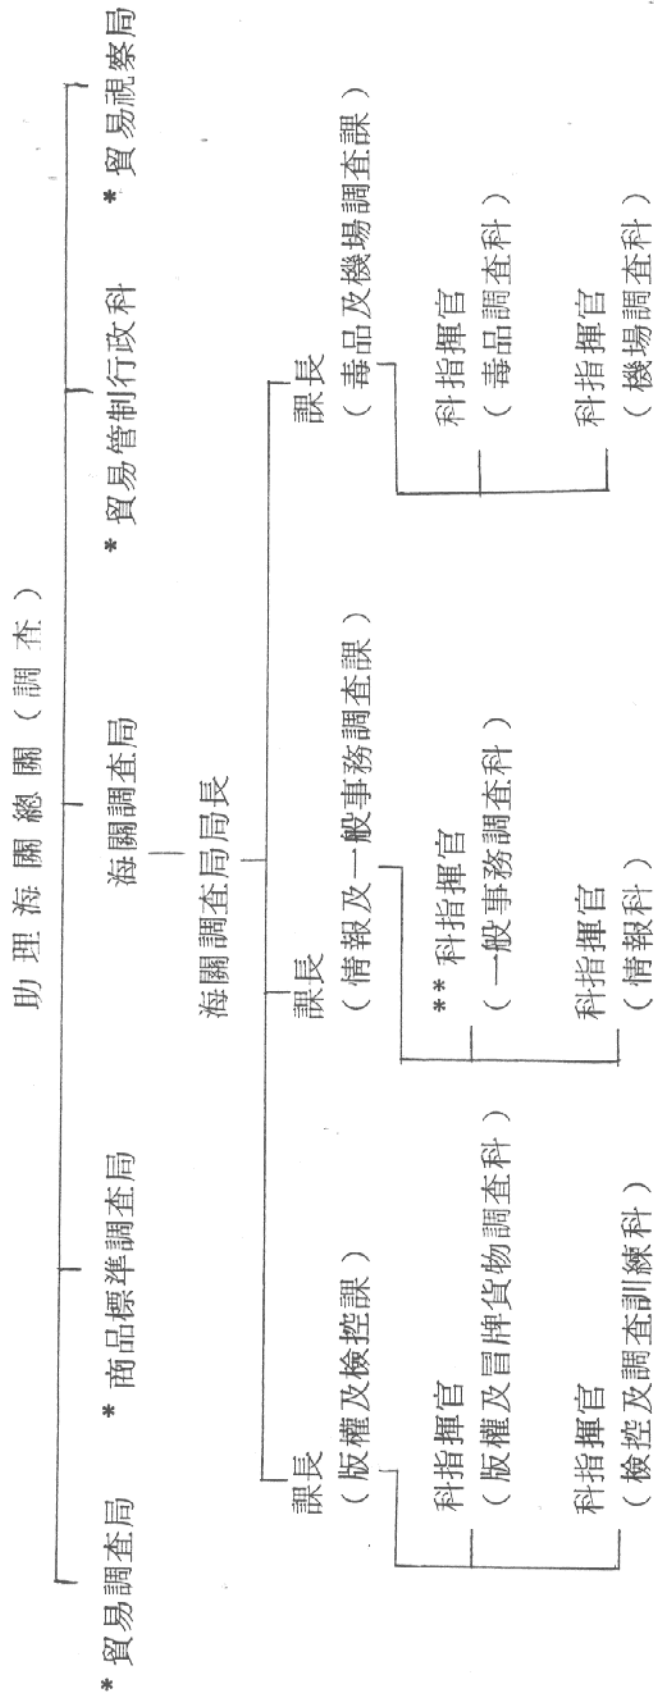 助理海關總關（調查）
* 貿易調查局
* 商品標準調查局
海關調查局
* 貿易管制行政科
* 貿易視察局
海關調查局局長
課長
（版權及檢控課）
課長
（情報及一般事務調查課）
課長
（毒品及機場調查課）
科指揮官
（版權及冒牌貨物調查科）
** 科指揮官
（一般事務調查科）
科指揮官
（毒品調查科）
科指揮官
（檢控及調查訓練科）
科指揮官
（情報科）
科指揮官
（機場調查科）